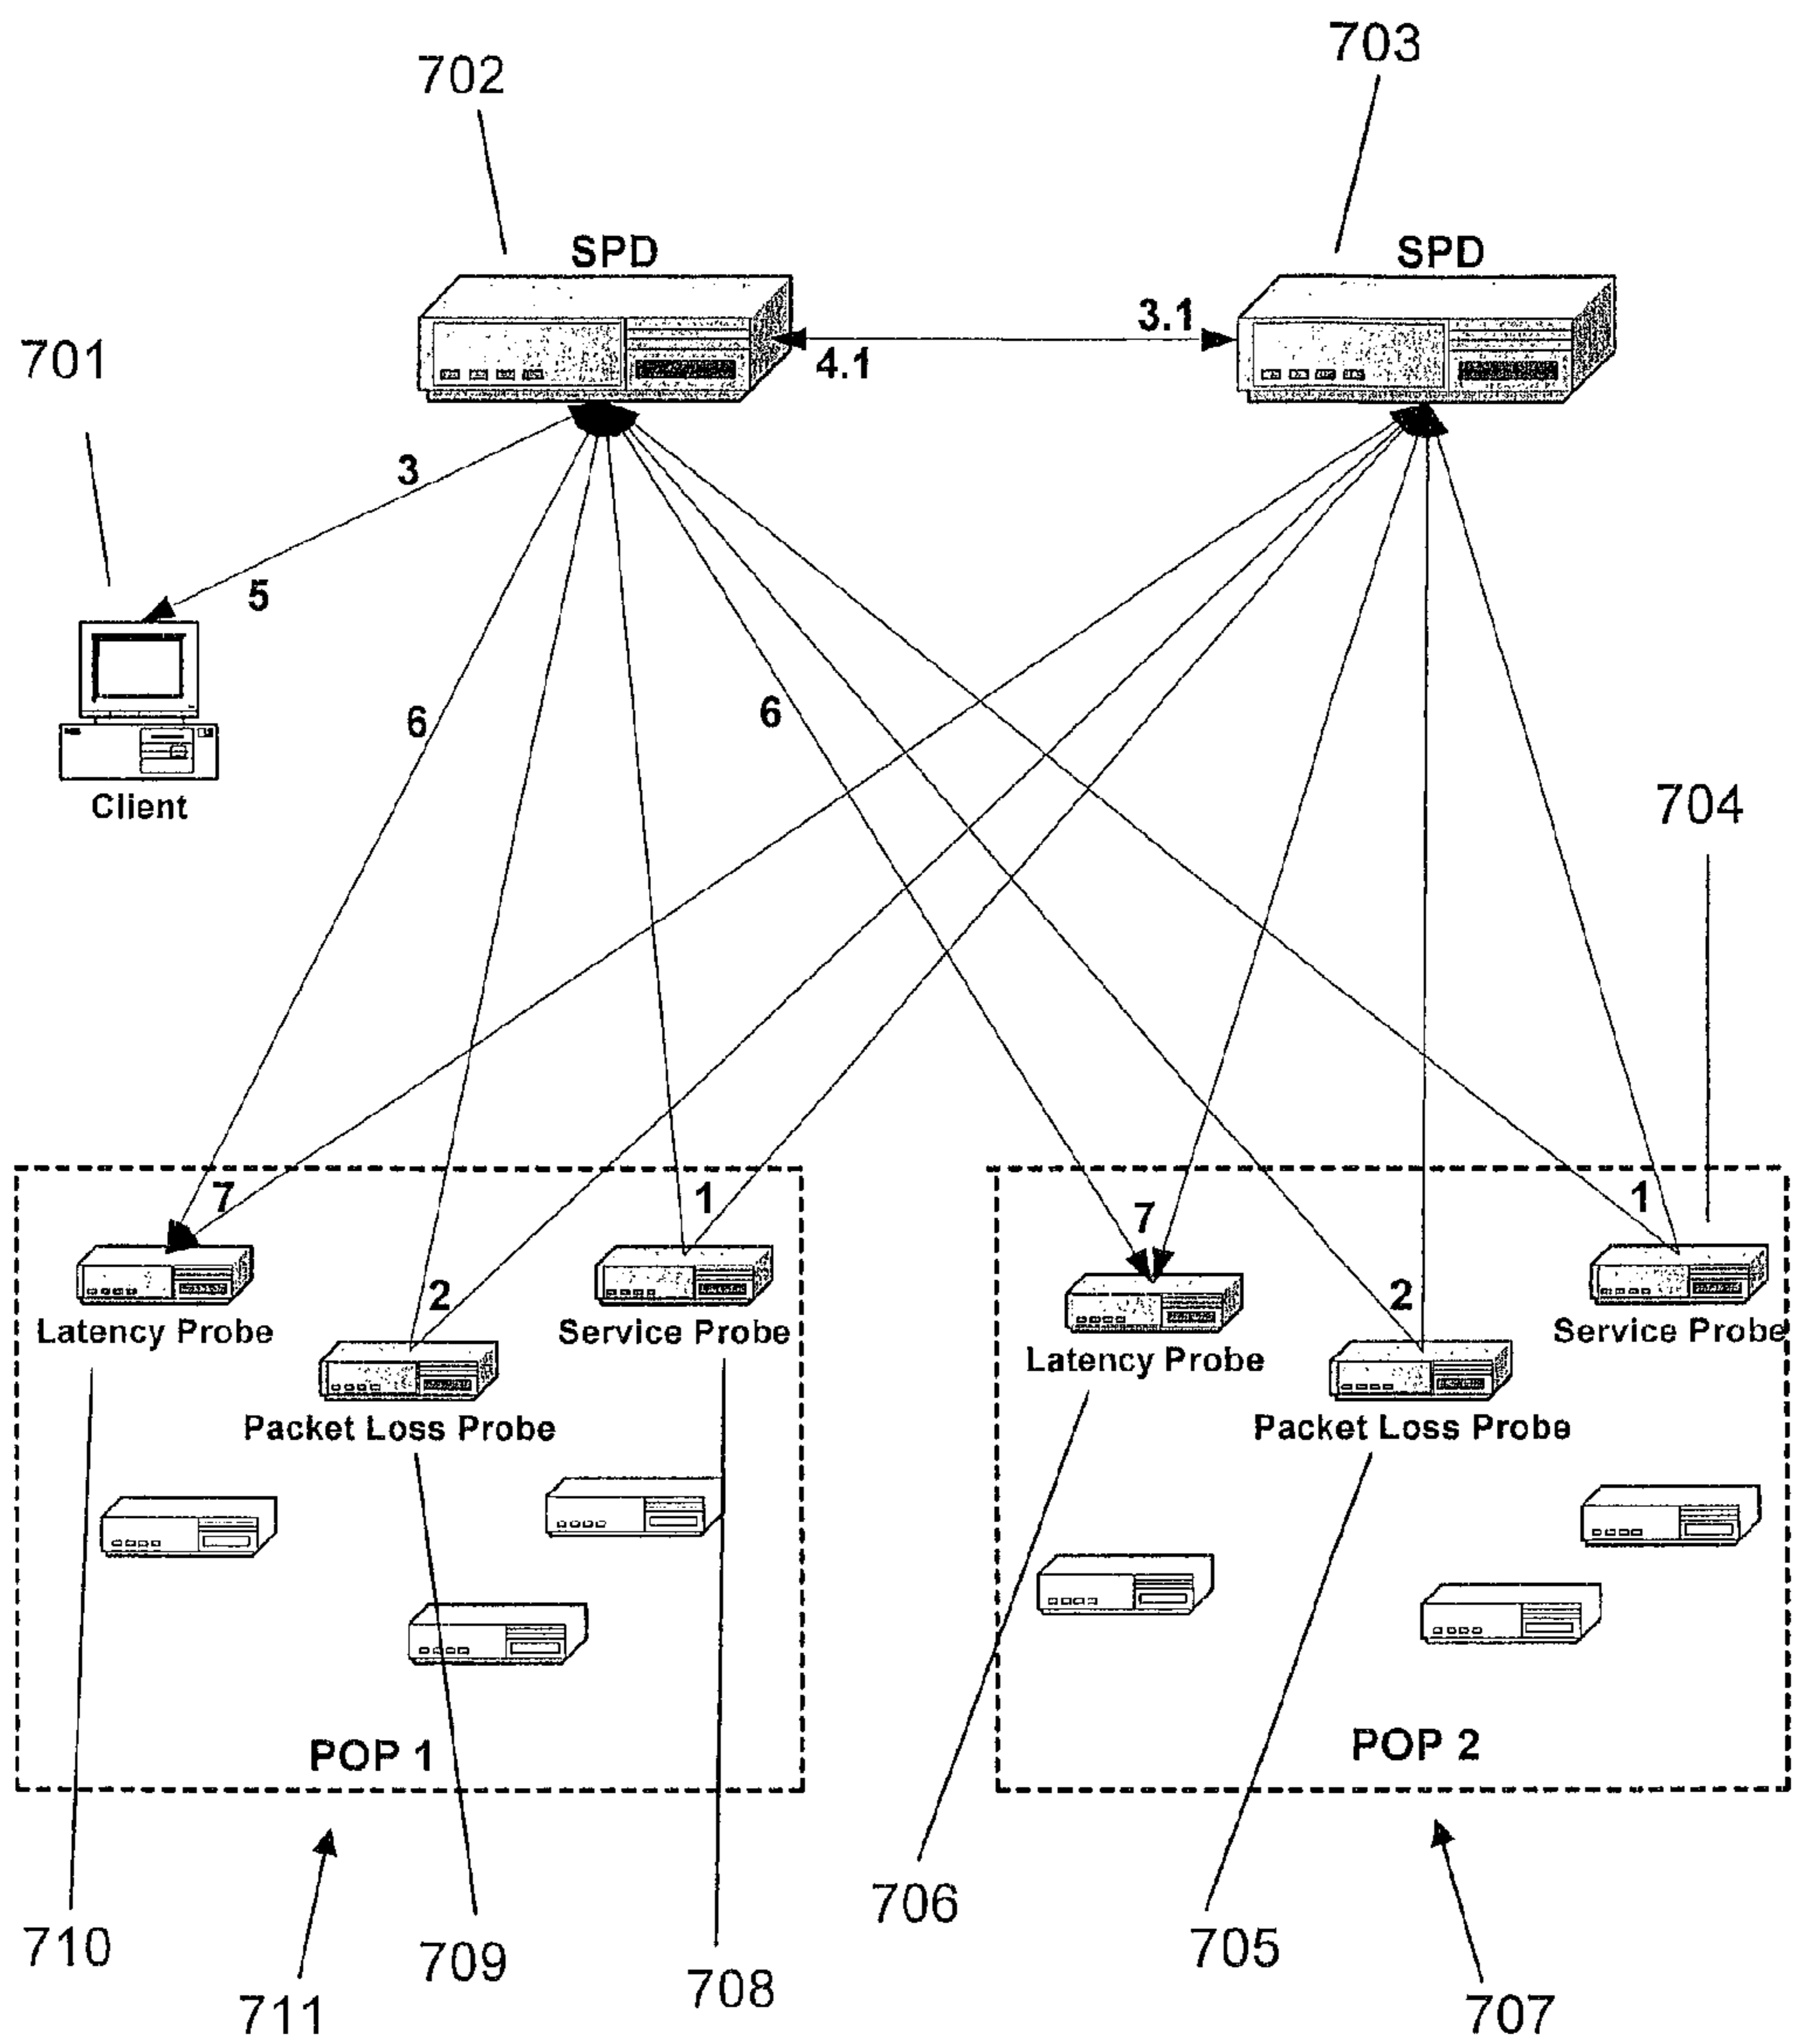 703
702
SPD
SPD
3.1
4.1
701
3
5
6
6
Client
704
7
1
7
1
2
2
Latency Probe
Service Probe
Latency Probe
Service Probe
Packet Loss Probe
Packet Loss Probe
POP 1
POP 2
706
710
709
705
708
711
707